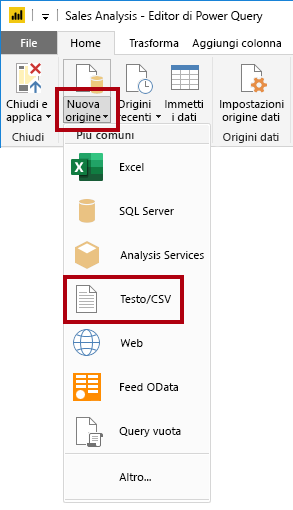 Sales Analysis - Editor di Power Query
File Home Trasforma Aggiungi colonna
Chiudi e applica
Nuova origine
Origini recenti
Immetti i dati
Impostazioni origine dati
Chiudi
Origini dati
Più comuni
Excel
SQL Server
Analysis Services
Testo/CSV
Web
Feed OData
Query vuota
Altro...